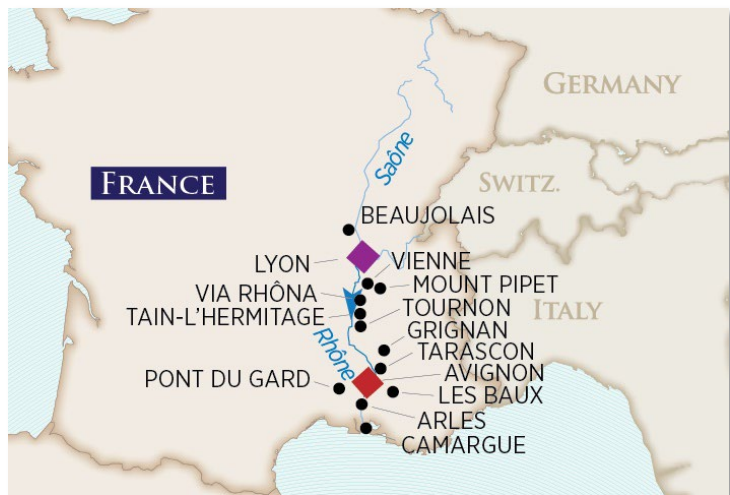 GERMANY
Saône
FRANCE
SWITZ.
BEAUJOLAIS
LYON
VIENNE
MOUNT PIPET
VIA RHÔNA
TOURNON
ITALY
TAIN-L'HERMITAGE
GRIGNAN
Rhône
TARASCON
AVIGNON
PONT DU GARD
LES BAUX
ARLES
CAMARGUE